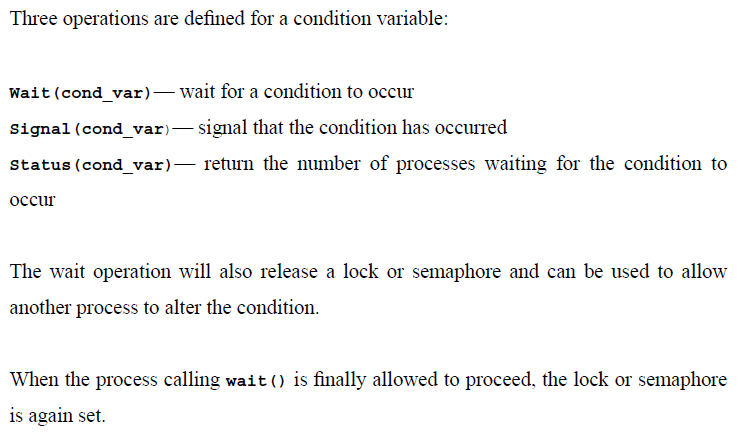 Three operations are defined for a condition variable:
Wait(cond_var)— wait for a condition to occur
Signal(cond_var)— signal that the condition has occurred
Status(cond_var)— return the number of processes waiting for the condition to
occur
The wait operation will also release a lock or semaphore and can be used to allow
another process to alter the condition.
When the process calling wait() is finally allowed to proceed, the lock or semaphore
is again set.